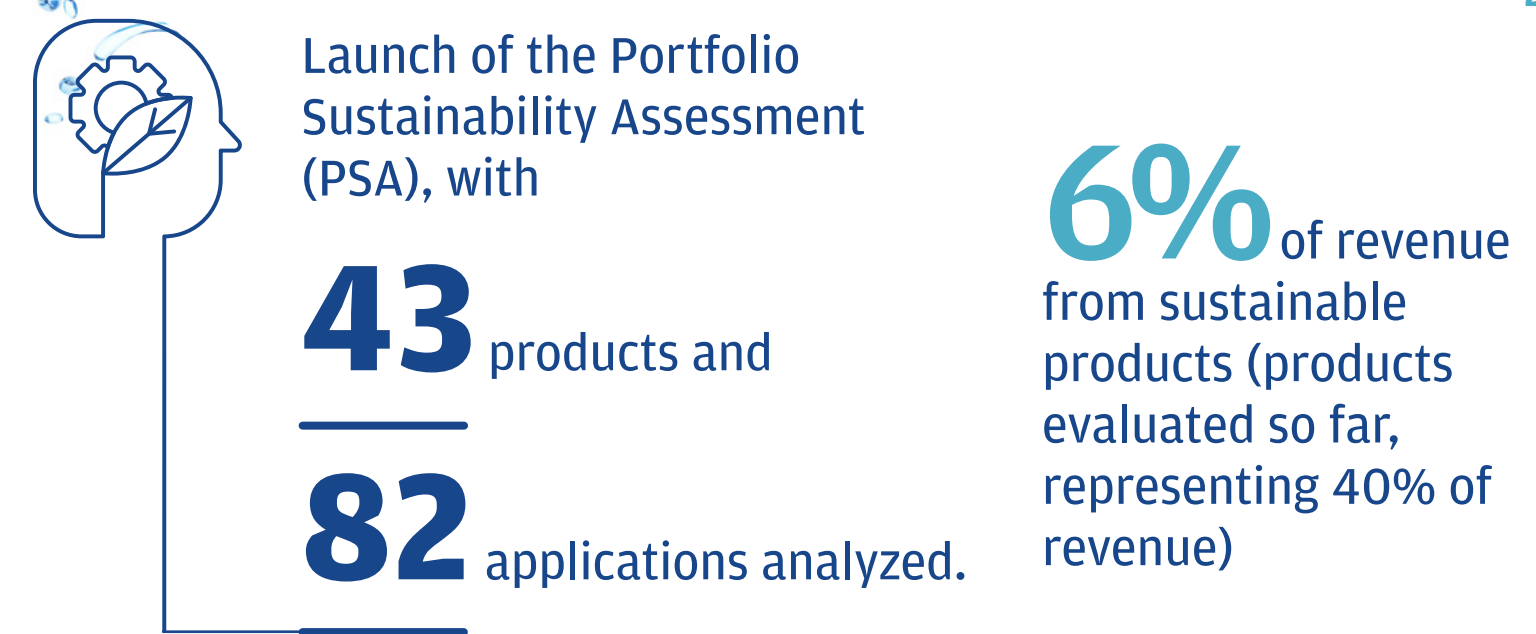 Launch of the Portfolio
Sustainability Assessment
(PSA), with
43 products and
82 applications analyzed.
6% of revenue
from sustainable
products (products
evaluated so far,
representing 40% of
revenue)